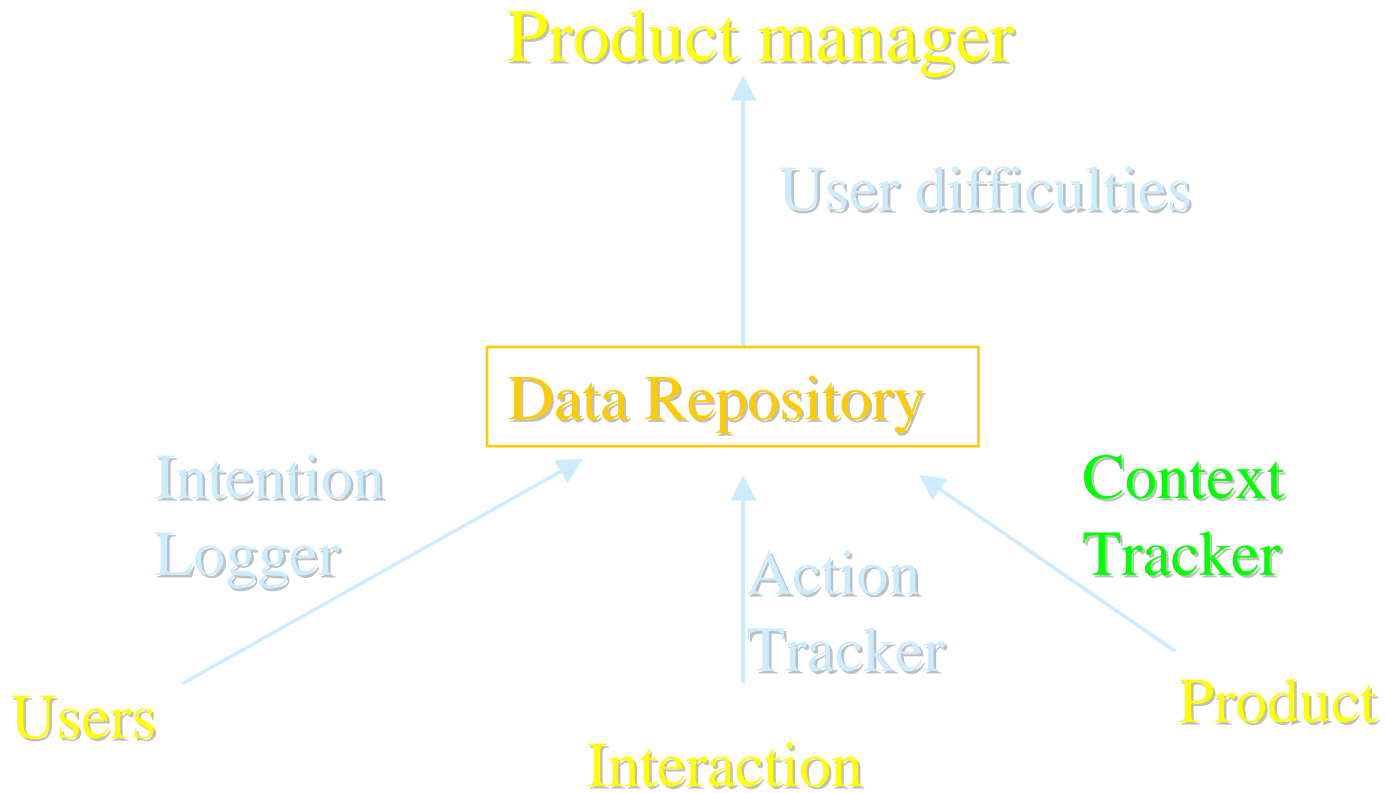 Product manager
User difficulties
Data Repository
Intention
Logger
Context
Tracker
Action
Tracker
Users
Product
Interaction